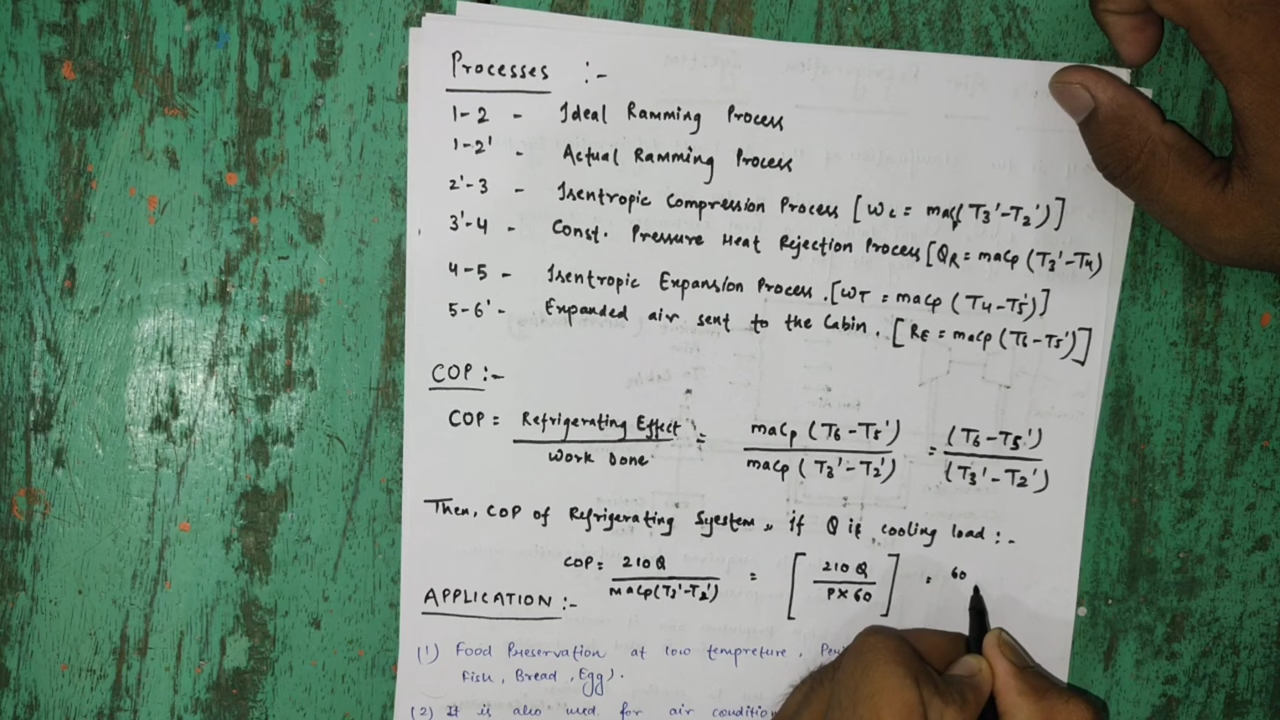 Processes :-
1-2 - Ideal Ramming Process
1-2' - Actual Ramming Process
2'-3 - Isentropic Compression Process [Wc = macp(T3'-T2')]
3'-4 - Const. Pressure Heat Rejection Process [QR = macp (T3'-T4)
4-5 - Isentropic Expansion Process. [WT = macp (T4-T5')]
5-6' - Expanded air sent to the Cabin. [RE = macp (T6-T5')]
COP :-
COP = Refrigerating Effect / Work Done = macp (T6-T5') / macp (T3'-T2') = (T6-T5') / (T3'-T2')
Then, COP of Refrigerating Syestem, if Q is cooling load :-
COP = 210 Q / macp(T3'-T2') = [210 Q / P×60] = 60
APPLICATION :-
(1) Food Preservation at low tempreture.
Fish, Bread, Egg).
(2) It is also used for air